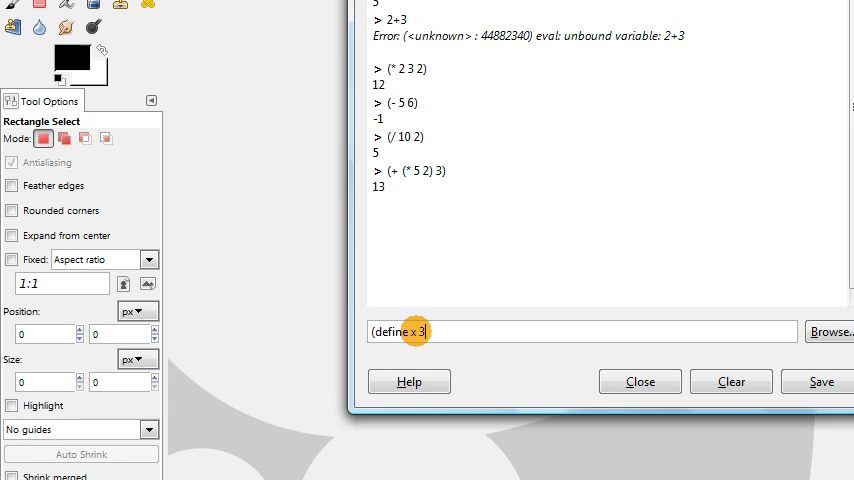 > 2+3
Error: (<unknown> : 44882340) eval: unbound variable: 2+3
> (* 2 3 2)
12
> (- 5 6)
-1
> (/ 10 2)
5
> (+ (* 5 2) 3)
13
(define x 3
Browse...
Help
Close
Clear
Save
Tool Options
Rectangle Select
Mode:
Antialiasing
Feather edges
Rounded corners
Expand from center
Fixed: Aspect ratio
1:1
Position:
px
0 0
Size:
px
0 0
Highlight
No guides
Auto Shrink
Shrink merged